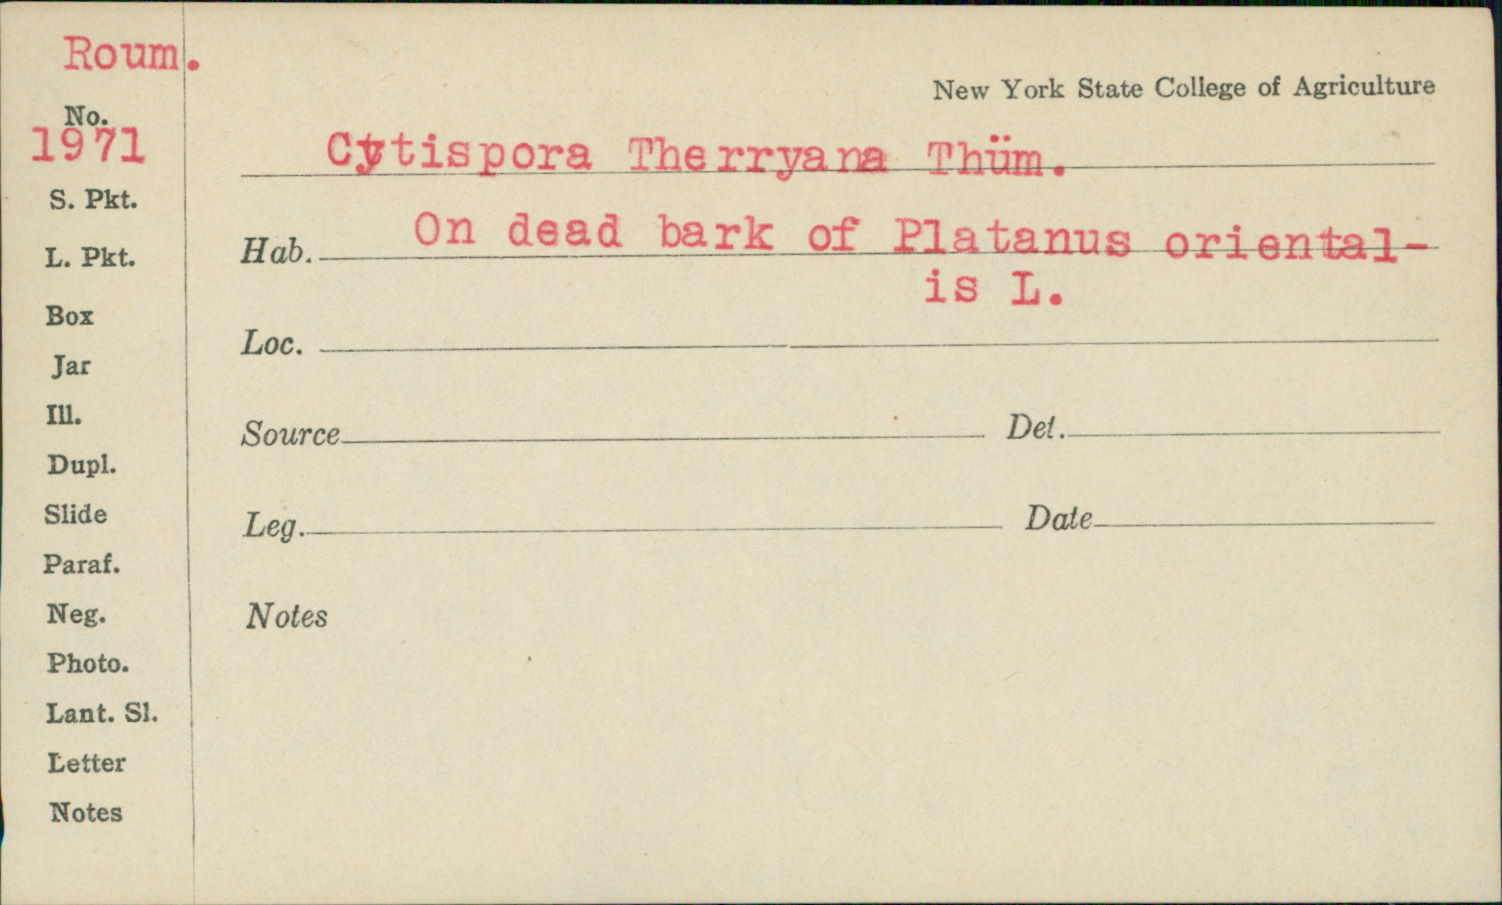 Roum.
New York State College of Agriculture
No.
1971
Cytispora Therryana Thüm.
S. Pkt.
Hab. On dead bark of Platanus oriental-
is L.
L. Pkt.
Box
Loc.
Jar
Ill.
Source Det.
Dupl.
Slide
Leg. Date
Paraf.
Neg.
Notes
Photo.
Lant. Sl.
Letter
Notes